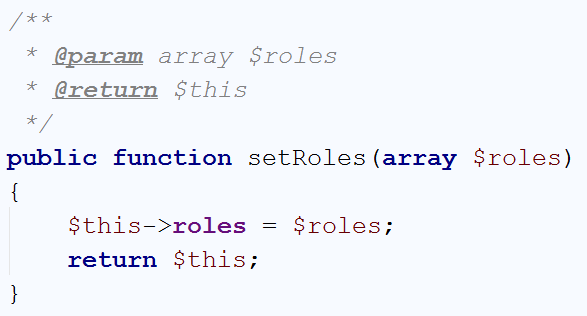 /**
 * @param array $roles
 * @return $this
 */
public function setRoles(array $roles)
{
    $this->roles = $roles;
    return $this;
}